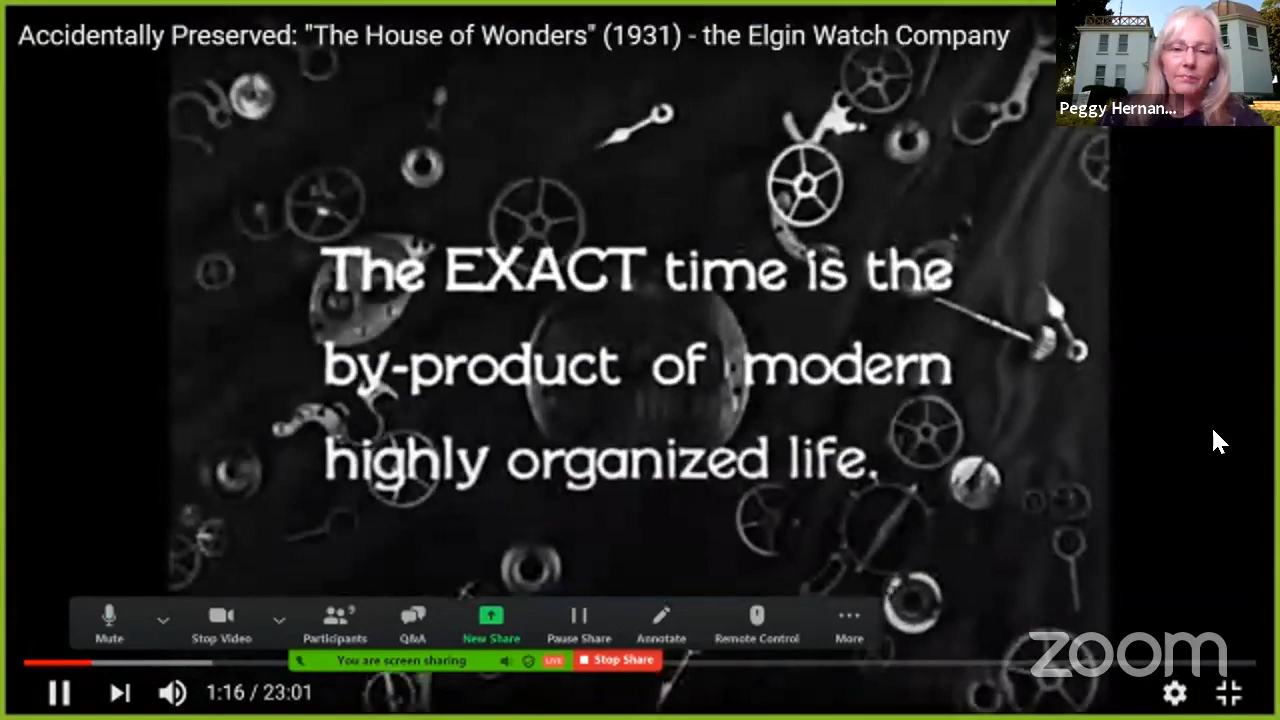 Accidentally Preserved: "The House of Wonders" (1931) - the Elgin Watch Company
Peggy Hernan...
The EXACT time is the
by-product of modern
highly organized life.
Mute
Stop Video
Participants
9
Q&A
New Share
Pause Share
Annotate
Remote Control
More
You are screen sharing
LIVE
Stop Share
zoom
1:16 / 23:01